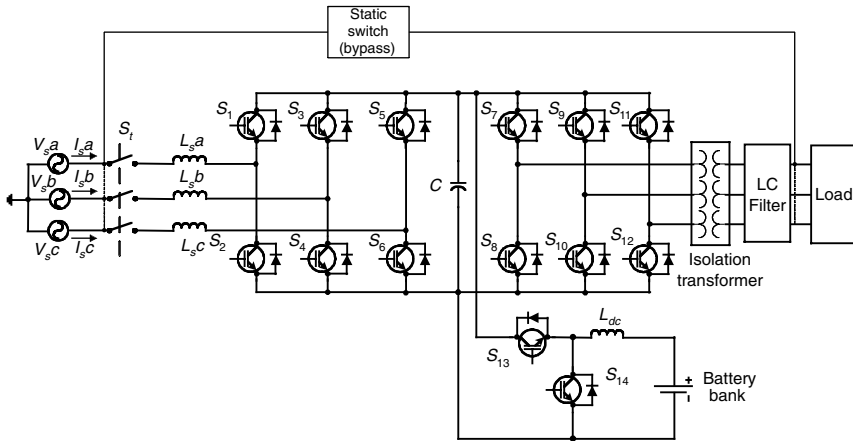 Static
switch
(bypass)
S1
S3
S5
S7
S9
S11
Vsa
Isa
St
Lsa
Vsb
Isb
Lsb
C
LC
Filter
Load
Vsc
Isc
Lsc
S2
S4
S6
S8
S10
S12
Isolation
transformer
Ldc
S13
S14
+
Battery
bank